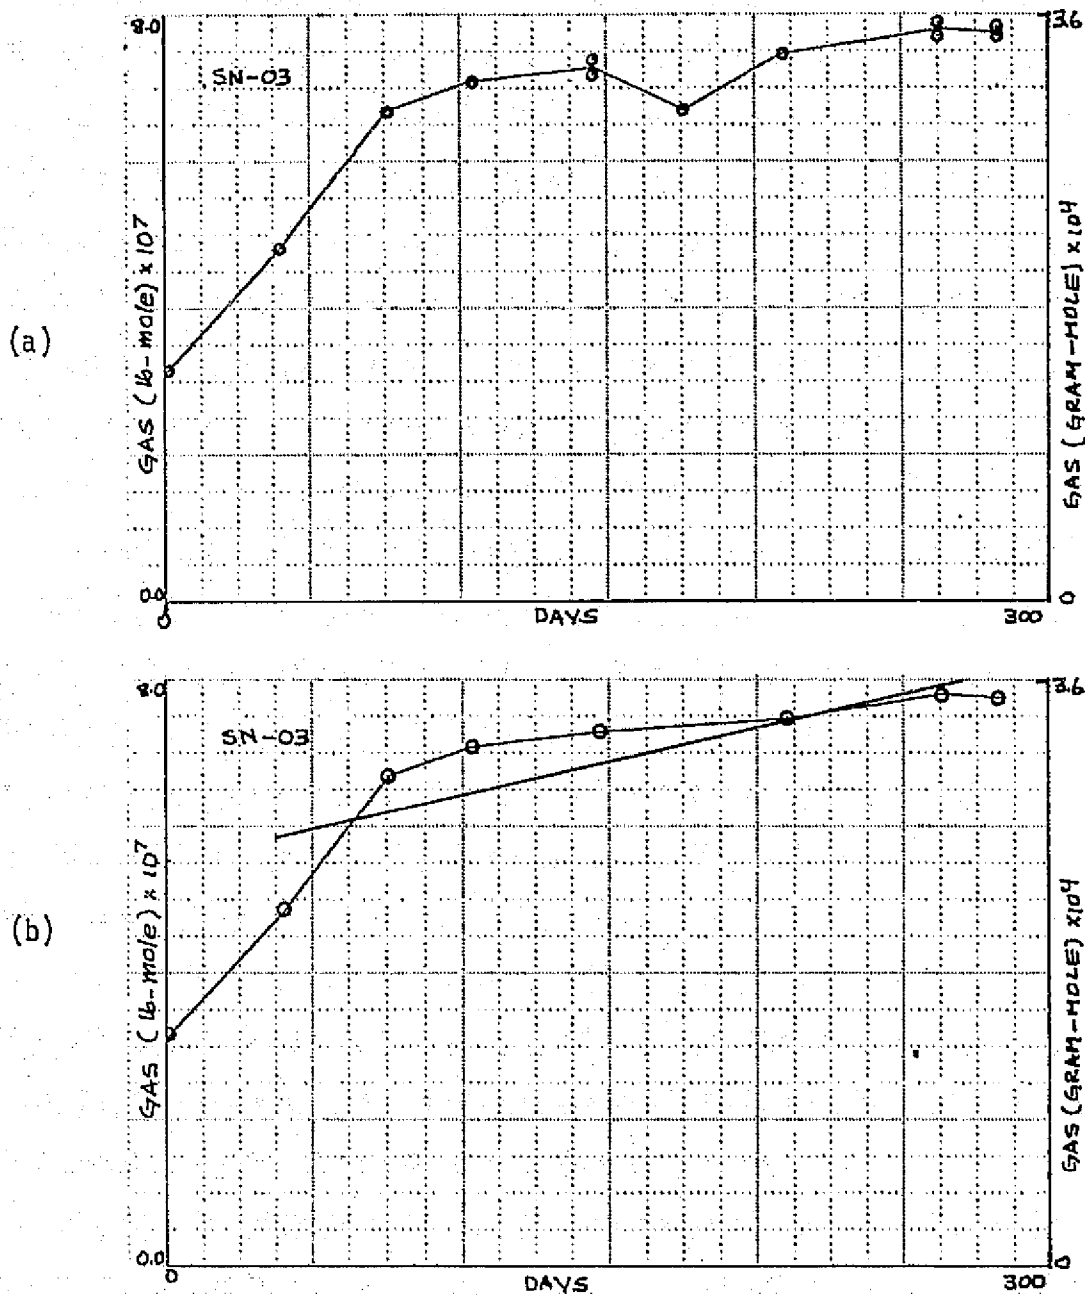 (a)
8.0
3.6
SN-03
GAS (lb-mole) × 10⁷
GAS (GRAM-MOLE) × 10⁴
0.0
0
0
DAYS
300
(b)
8.0
3.6
SN-03
GAS (lb-mole) × 10⁷
GAS (GRAM-MOLE) ×10⁴
0.0
0
0
DAYS
300